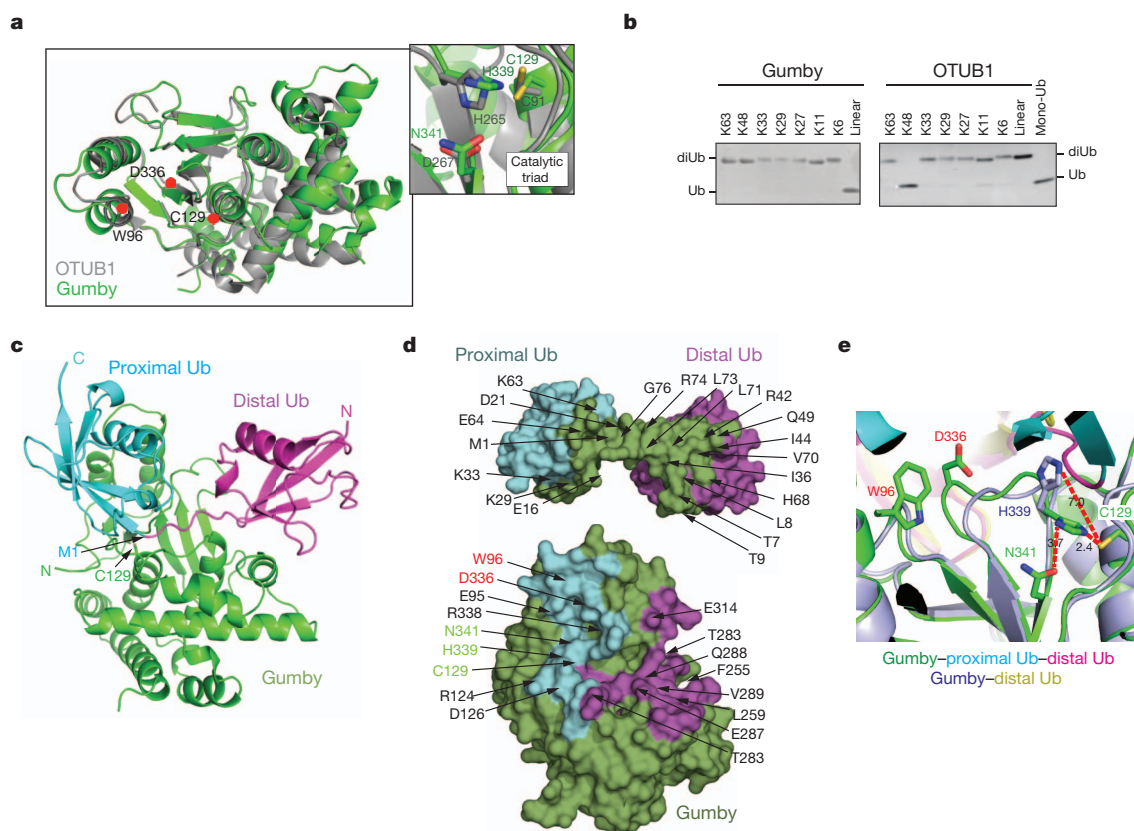 a
D336
C129
W96
OTUB1
Gumby
C129
H339
C91
H265
N341
D267
Catalytic
triad
b
Gumby
OTUB1
K63
K48
K33
K29
K27
K11
K6
Linear
K63
K48
K33
K29
K27
K11
K6
Linear
Mono-Ub
diUb
Ub
diUb
Ub
c
C
Proximal Ub
Distal Ub
N
M1
N
C129
Gumby
d
Proximal Ub
Distal Ub
K63
D21
E64
M1
K33
K29
E16
G76
R74
L73
L71
R42
Q49
I44
V70
I36
H68
L8
T7
T9
W96
D336
E95
R338
N341
H339
C129
R124
D126
E314
T283
Q288
F255
V289
L259
E287
T283
Gumby
e
D336
W96
H339
7.0
C129
N341
3.7
2.4
Gumby–proximal Ub–distal Ub
Gumby–distal Ub